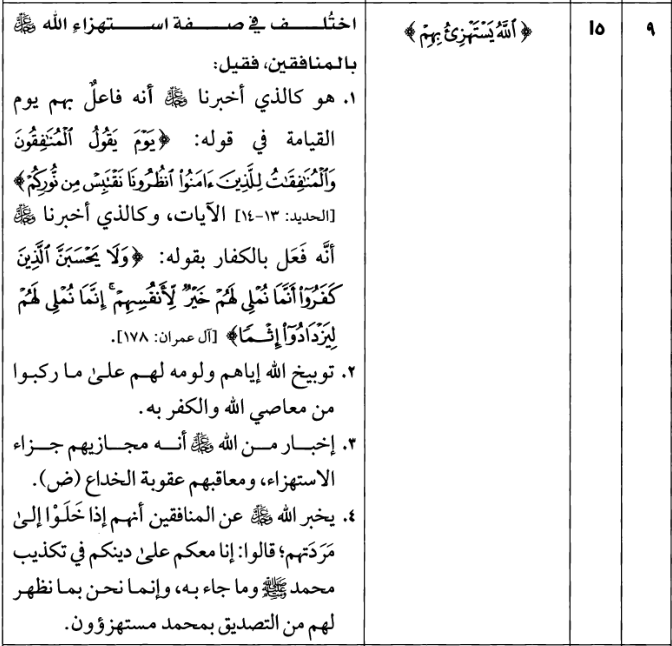 ٩
١٥
﴿ٱللَّهُ يَسْتَهْزِئُ بِهِمْ﴾
اختُلف في صفة استهزاء الله ﷻ
بالمنافقين، فقيل:
١. هو كالذي أخبرنا ﷻ أنه فاعلٌ بهم يوم
القيامة في قوله: ﴿يَوْمَ يَقُولُ ٱلْمُنَٰفِقُونَ
وَٱلْمُنَٰفِقَٰتُ لِلَّذِينَ ءَامَنُوا۟ ٱنظُرُونَا نَقْتَبِسْ مِن نُّورِكُمْ﴾
[الحديد: ١٣-١٤] الآيات، وكالذي أخبرنا ﷻ
أنَّه فَعَل بالكفار بقوله: ﴿وَلَا يَحْسَبَنَّ ٱلَّذِينَ
كَفَرُوٓا۟ أَنَّمَا نُمْلِى لَهُمْ خَيْرٌ لِّأَنفُسِهِمْ ۚ إِنَّمَا نُمْلِى لَهُمْ
لِيَزْدَادُوٓا۟ إِثْمًا﴾ [آل عمران: ١٧٨].
٢. توبيخ الله إياهم ولومه لهم علىٰ ما ركبوا
من معاصي الله والكفر به.
٣. إخبار من الله ﷻ أنه مجازيهم جزاء
الاستهزاء، ومعاقبهم عقوبة الخداع (ض).
٤. يخبر الله ﷻ عن المنافقين أنهم إذا خَلَوْا إلىٰ
مَرَدَتهم؛ قالوا: إنا معكم علىٰ دينكم في تكذيب
محمد ﷺ وما جاء به، وإنما نحن بما نظهر
لهم من التصديق بمحمد مستهزؤون.